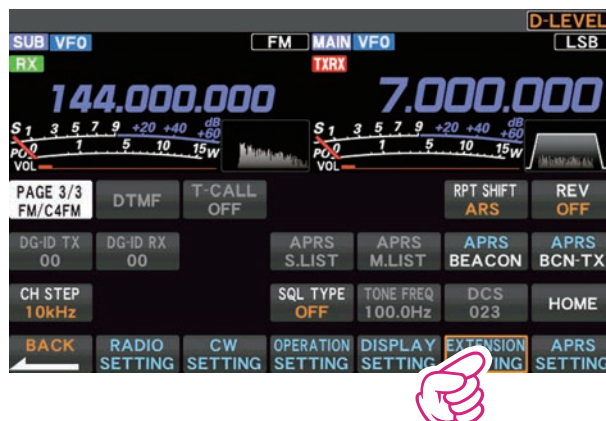 D-LEVEL
SUB VFO FM MAIN VFO LSB
RX TXRX
144.000.000 7.000.000
S 1 3 5 7 9 +20 +40 +60 dB S 1 3 5 7 9 +20 +40 +60 dB
PO 0 1 5 10 15 W PO 0 1 5 10 15 W
VOL VOL
PAGE 3/3 DTMF T-CALL RPT SHIFT REV
FM/C4FM OFF ARS OFF
DG-ID TX DG-ID RX APRS APRS APRS APRS
00 00 S.LIST M.LIST BEACON BCN-TX
CH STEP SQL TYPE TONE FREQ DCS HOME
10kHz OFF 100.0Hz 023
BACK RADIO CW OPERATION DISPLAY EXTENSION APRS
SETTING SETTING SETTING SETTING SETTING